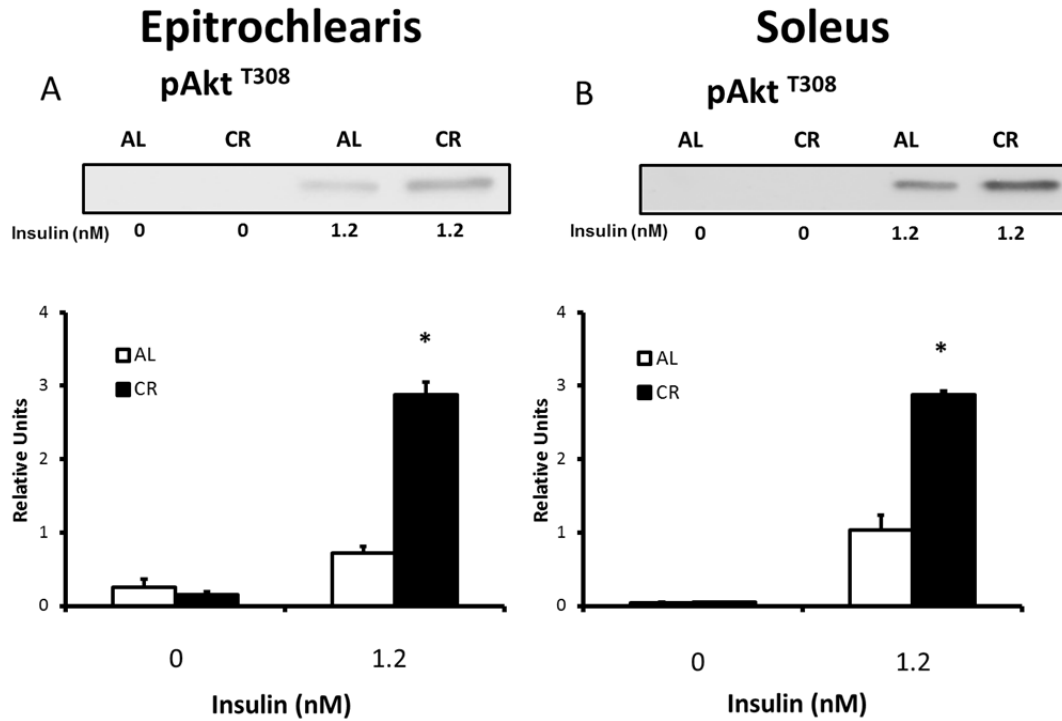 Epitrochlearis
A
pAkt T308
AL CR AL CR
Insulin (nM) 0 0 1.2 1.2
4
3
2
1
0
Relative Units
AL
CR
*
0 1.2
Insulin (nM)
Soleus
B
pAkt T308
AL CR AL CR
Insulin (nM) 0 0 1.2 1.2
4
3
2
1
0
Relative Units
AL
CR
*
0 1.2
Insulin (nM)